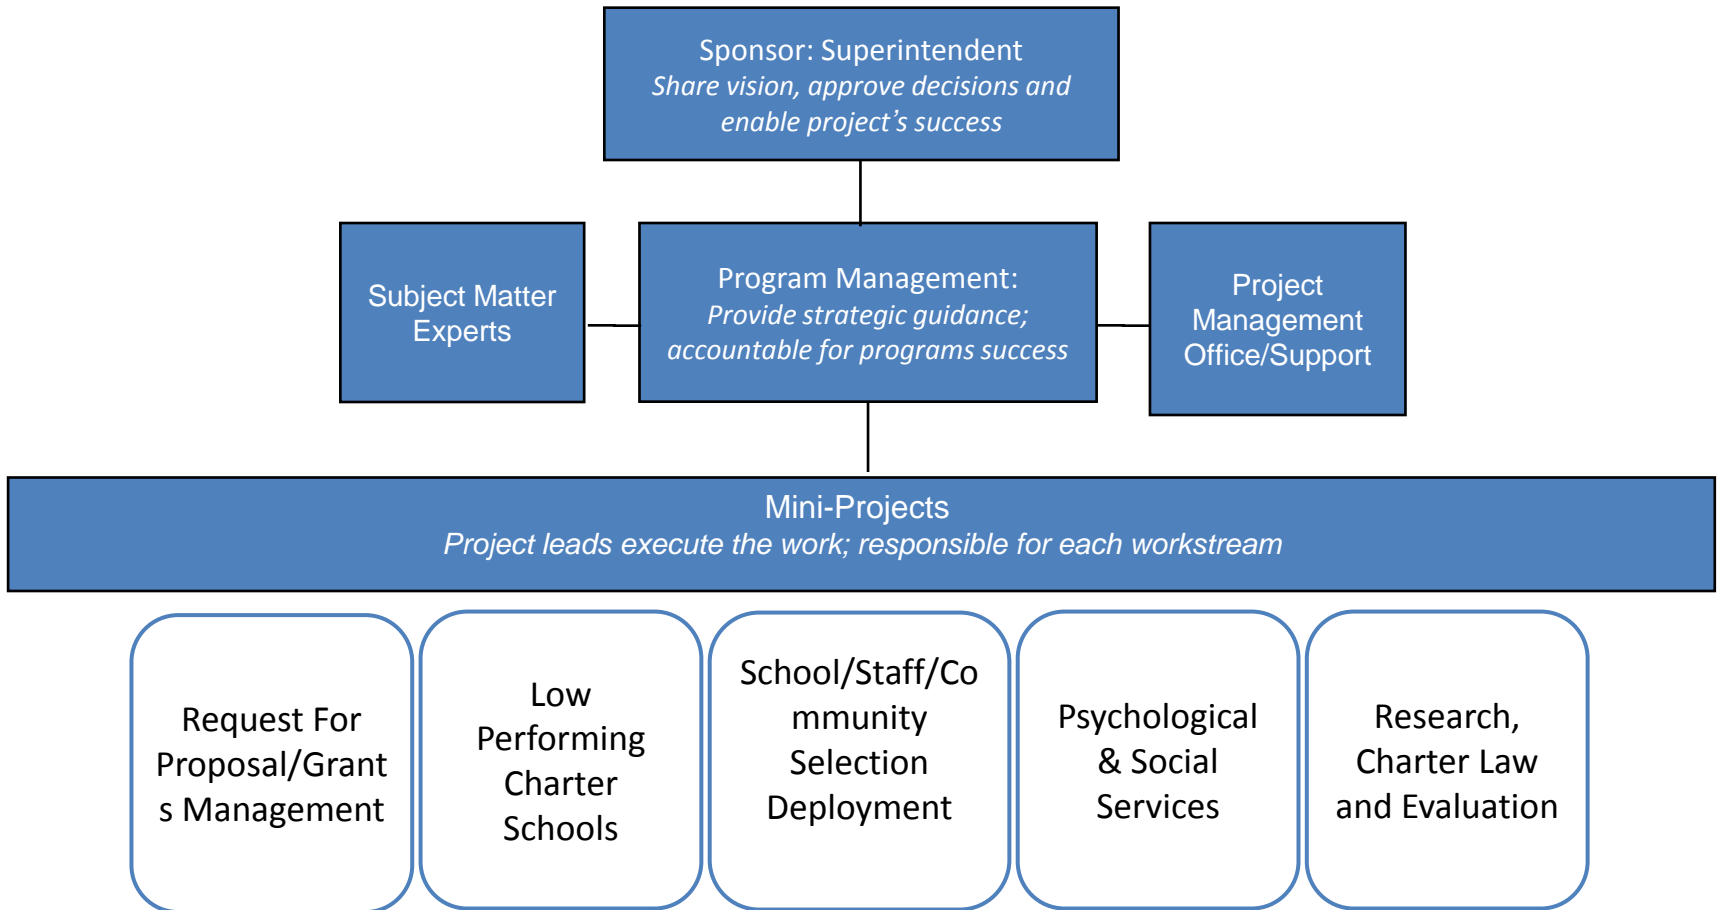 Sponsor: Superintendent
Share vision, approve decisions and
enable project’s success
Subject Matter
Experts
Program Management:
Provide strategic guidance;
accountable for programs success
Project
Management
Office/Support
Mini-Projects
Project leads execute the work; responsible for each workstream
Request For
Proposal/Grant
s Management
Low
Performing
Charter
Schools
School/Staff/Co
mmunity
Selection
Deployment
Psychological
& Social
Services
Research,
Charter Law
and Evaluation